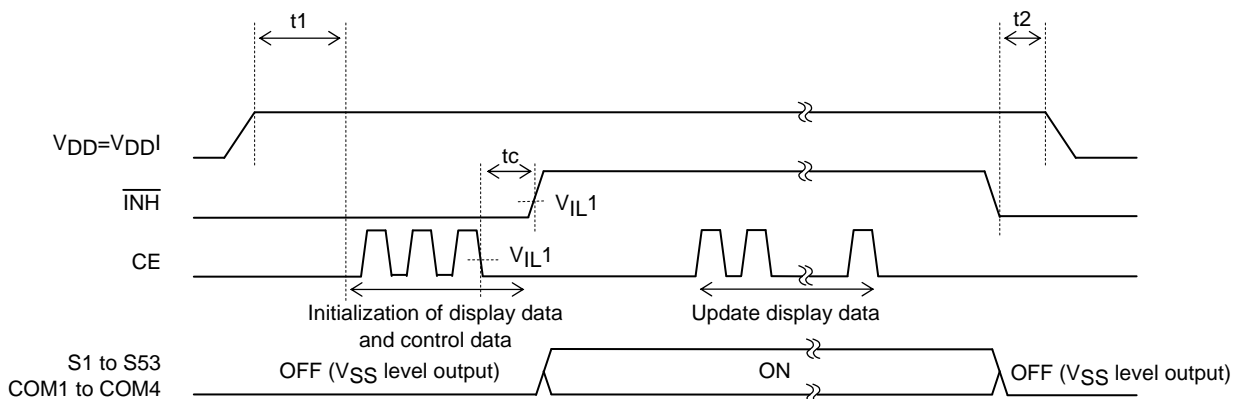 t1
t2
VDD=VDDI
tc
INH
VIL1
CE
VIL1
Initialization of display data
and control data
Update display data
S1 to S53
COM1 to COM4
OFF (VSS level output)
ON
OFF (VSS level output)